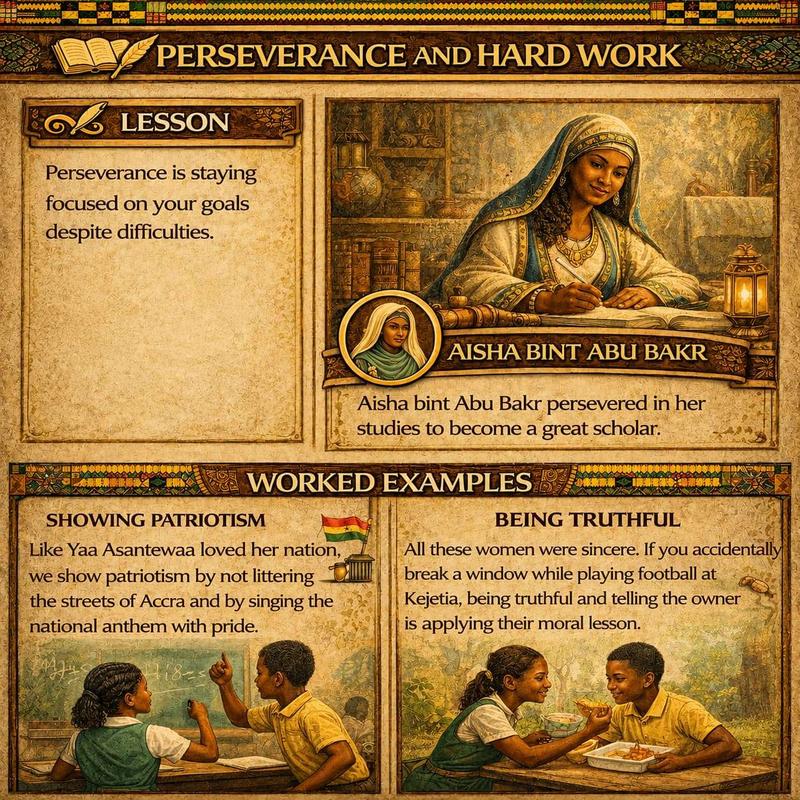 PERSEVERANCE AND HARD WORK
LESSON
Perseverance is staying
focused on your goals
despite difficulties.
AISHA BINT ABU BAKR
Aisha bint Abu Bakr persevered in her
studies to become a great scholar.
WORKED EXAMPLES
SHOWING PATRIOTISM
Like Yaa Asantewaa loved her nation,
we show patriotism by not littering
the streets of Accra and by singing the
national anthem with pride.
BEING TRUTHFUL
All these women were sincere. If you accidentally
break a window while playing football at
Kejetia, being truthful and telling the owner
is applying their moral lesson.